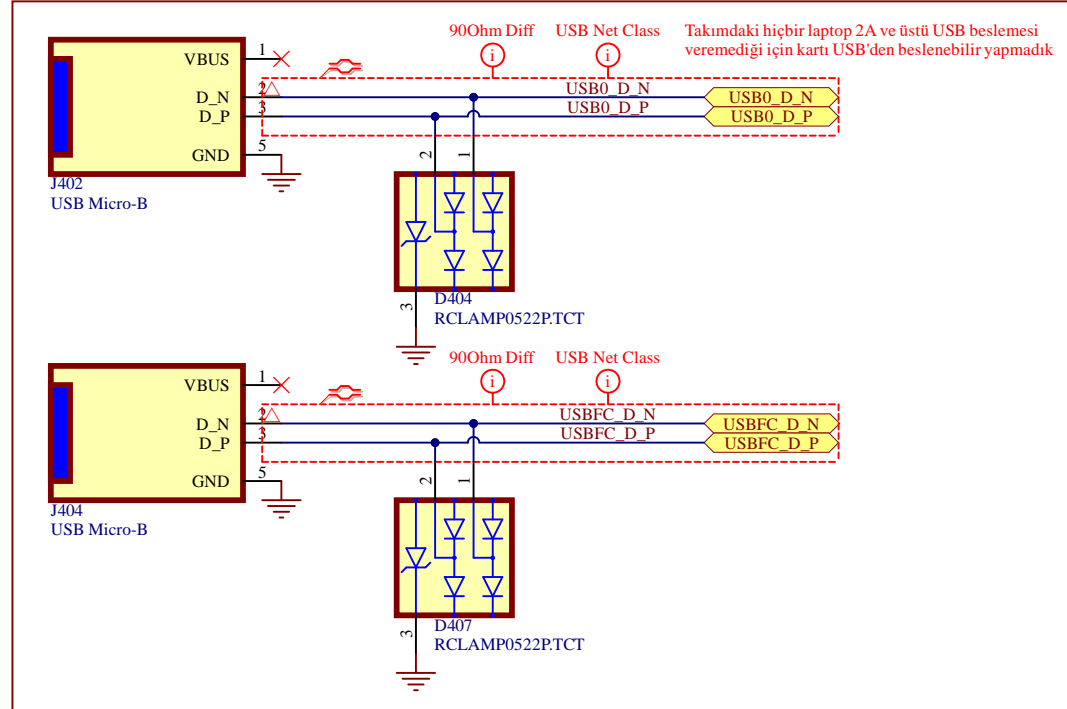 90Ohm Diff
USB Net Class
Takımdaki hiçbir laptop 2A ve üstü USB beslemesi
veremediği için kartı USB'den beslenebilir yapmadık
VBUS
1
i
i
D_N
2
USB0_D_N
USB0_D_N
D_P
3
USB0_D_P
USB0_D_P
GND
5
2
1
J402
USB Micro-B
3
D404
RCLAMP0522P.TCT
90Ohm Diff
USB Net Class
VBUS
1
i
i
D_N
2
USBFC_D_N
USBFC_D_N
D_P
3
USBFC_D_P
USBFC_D_P
GND
5
2
1
J404
USB Micro-B
3
D407
RCLAMP0522P.TCT